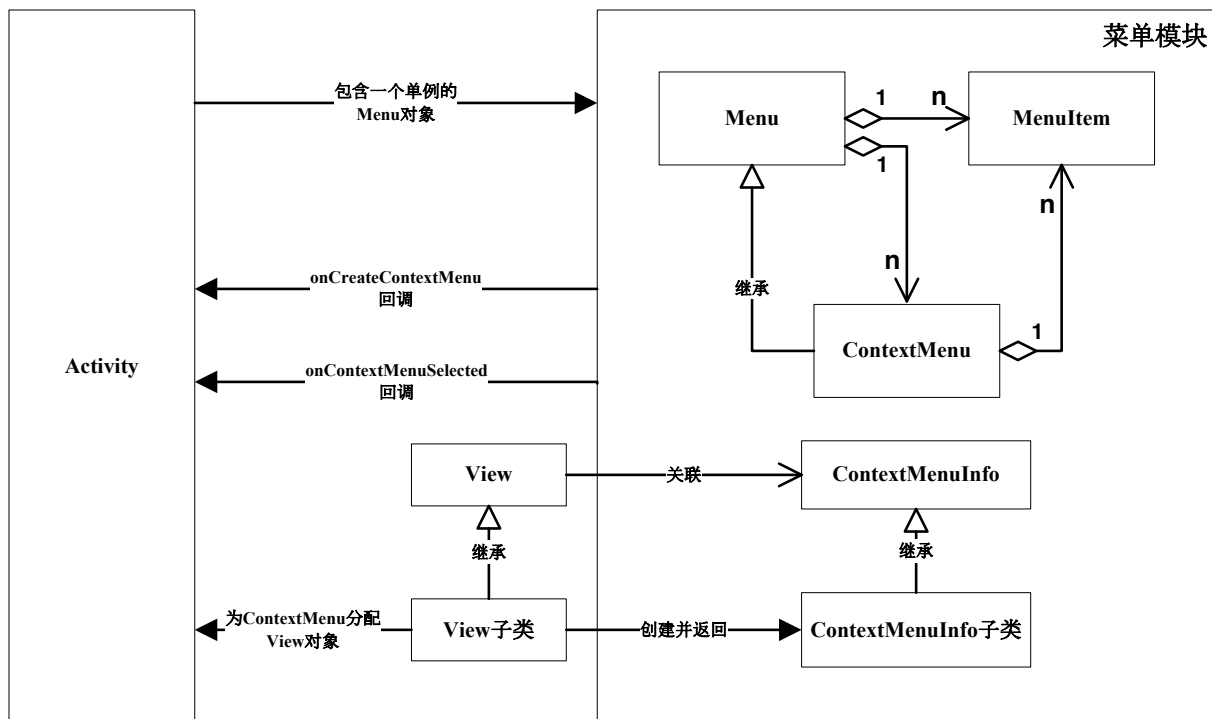 菜单模块
包含一个单例的
Menu对象
Menu
1
n
MenuItem
1
n
n
onCreateContextMenu
回调
继承
ContextMenu
1
Activity
onContextMenuSelected
回调
View
关联
ContextMenuInfo
继承
继承
为ContextMenu分配
View对象
View子类
创建并返回
ContextMenuInfo子类